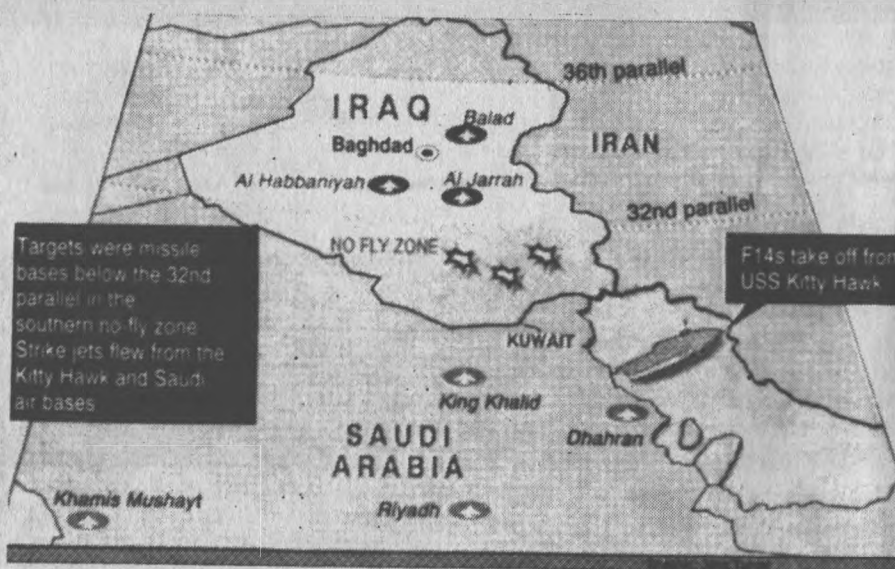 36th parallel
IRAQ
Balad
Baghdad
IRAN
Al Habbaniyah
Al Jarrah
32nd parallel
NO FLY ZONE
Targets were missile
bases below the 32nd
parallel in the
southern no fly zone
Strike jets flew from the
Kitty Hawk and Saudi
air bases
F14s take off from
USS Kitty Hawk
KUWAIT
King Khalid
Dhahran
SAUDI
ARABIA
Khamis Mushayt
Riyadh